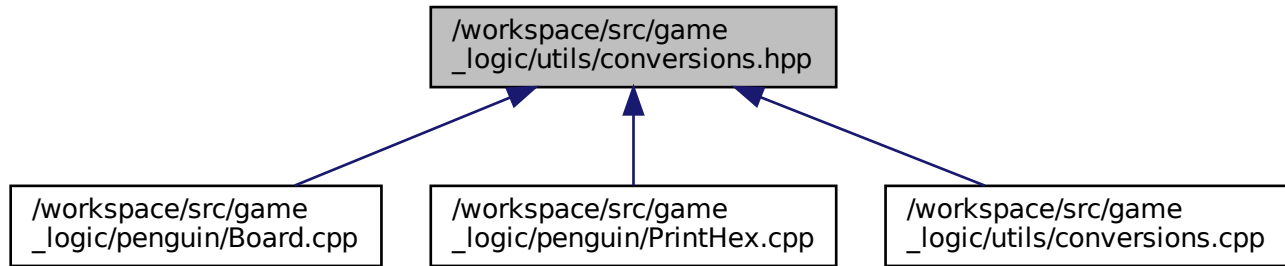 /workspace/src/game
_logic/utils/conversions.hpp
/workspace/src/game
_logic/penguin/Board.cpp
/workspace/src/game
_logic/penguin/PrintHex.cpp
/workspace/src/game
_logic/utils/conversions.cpp